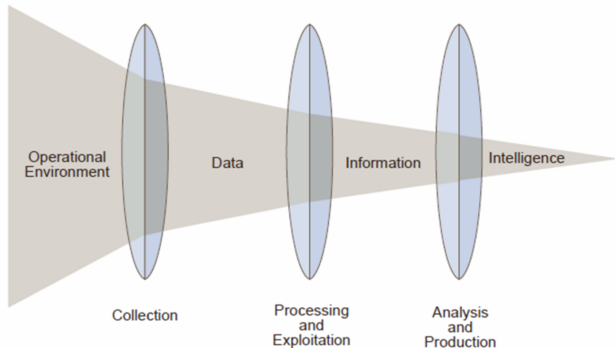 Operational
Environment
Data
Information
Intelligence
Collection
Processing
and
Exploitation
Analysis
and
Production